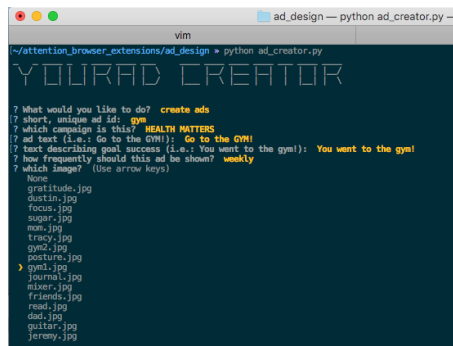 ad_design — python ad_creator.py —
vim
[~/attention_browser_extensions/ad_design » python ad_creator.py
YOURAD CREATOR
? What would you like to do? create ads
[? short, unique ad id: gym
? which campaign is this? HEALTH MATTERS
[? ad text (i.e.: Go to the GYM!): Go to the GYM!
[? text describing goal success (i.e.: You went to the gym!): You went to the gym!
? how frequently should this ad be shown? weekly
? which image? (Use arrow keys)
None
gratitude.jpg
dustin.jpg
focus.jpg
sugar.jpg
mom.jpg
tracy.jpg
gym2.jpg
posture.jpg
❯ gym1.jpg
journal.jpg
mixer.jpg
friends.jpg
read.jpg
dad.jpg
guitar.jpg
jeremy.jpg